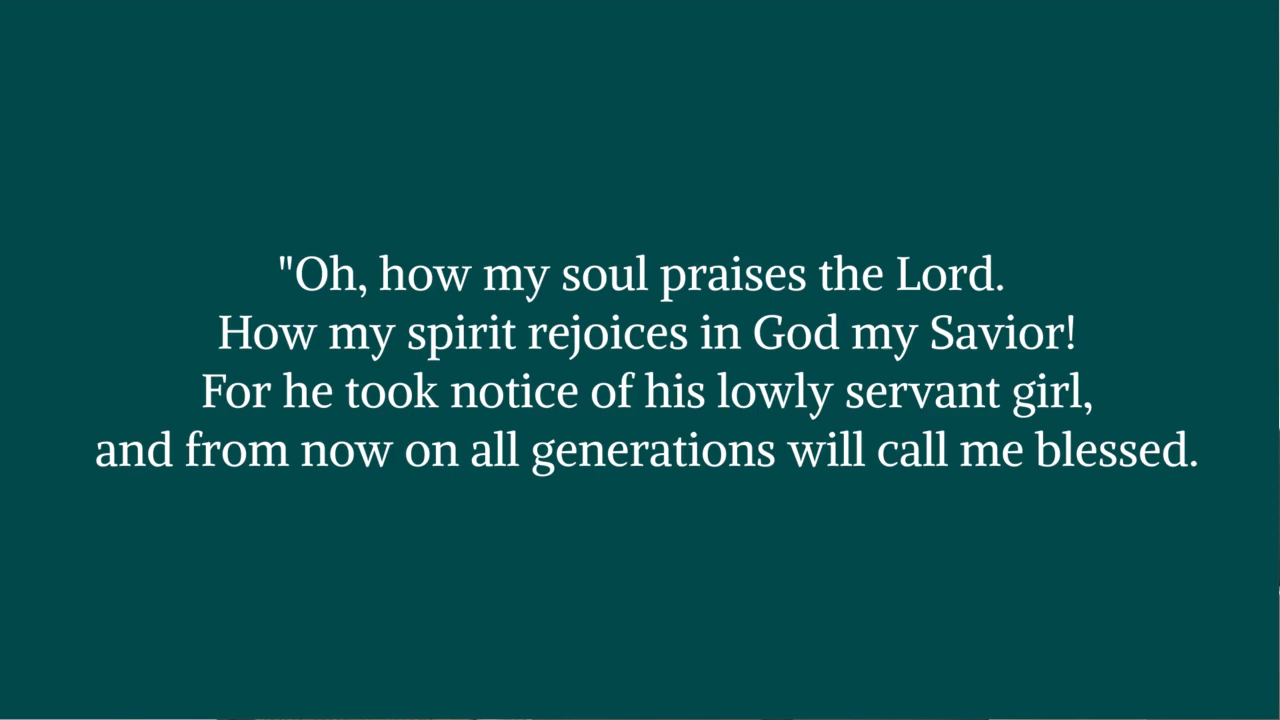 "Oh, how my soul praises the Lord.
How my spirit rejoices in God my Savior!
For he took notice of his lowly servant girl,
and from now on all generations will call me blessed.